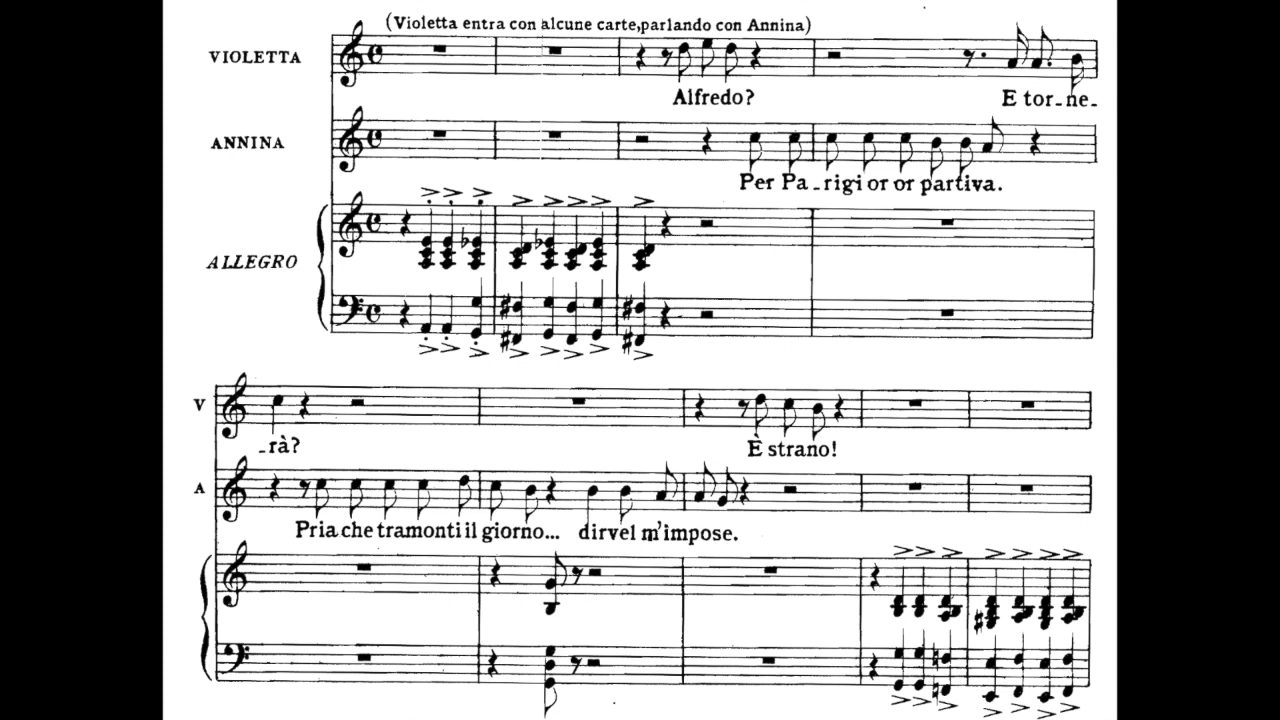 (Violetta entra con alcune carte, parlando con Annina)
VIOLETTA
Alfredo? E tor_ne_
ANNINA
Per Pa_rigi or or partiva.
ALLEGRO
V
_rà? È strano!
A
Pria che tramonti il giorno... dirvel m'impose.